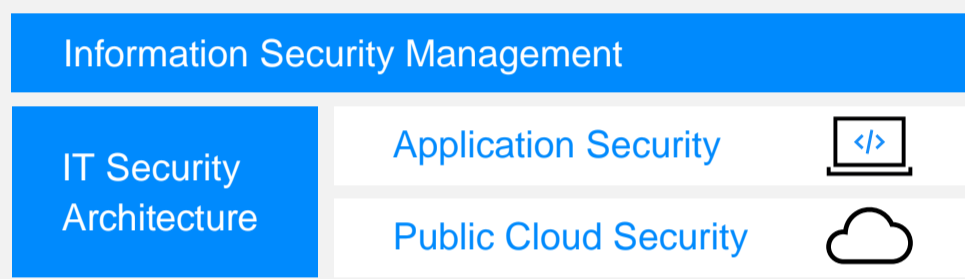 Information Security Management
IT Security
Architecture
Application Security
</>
Public Cloud Security